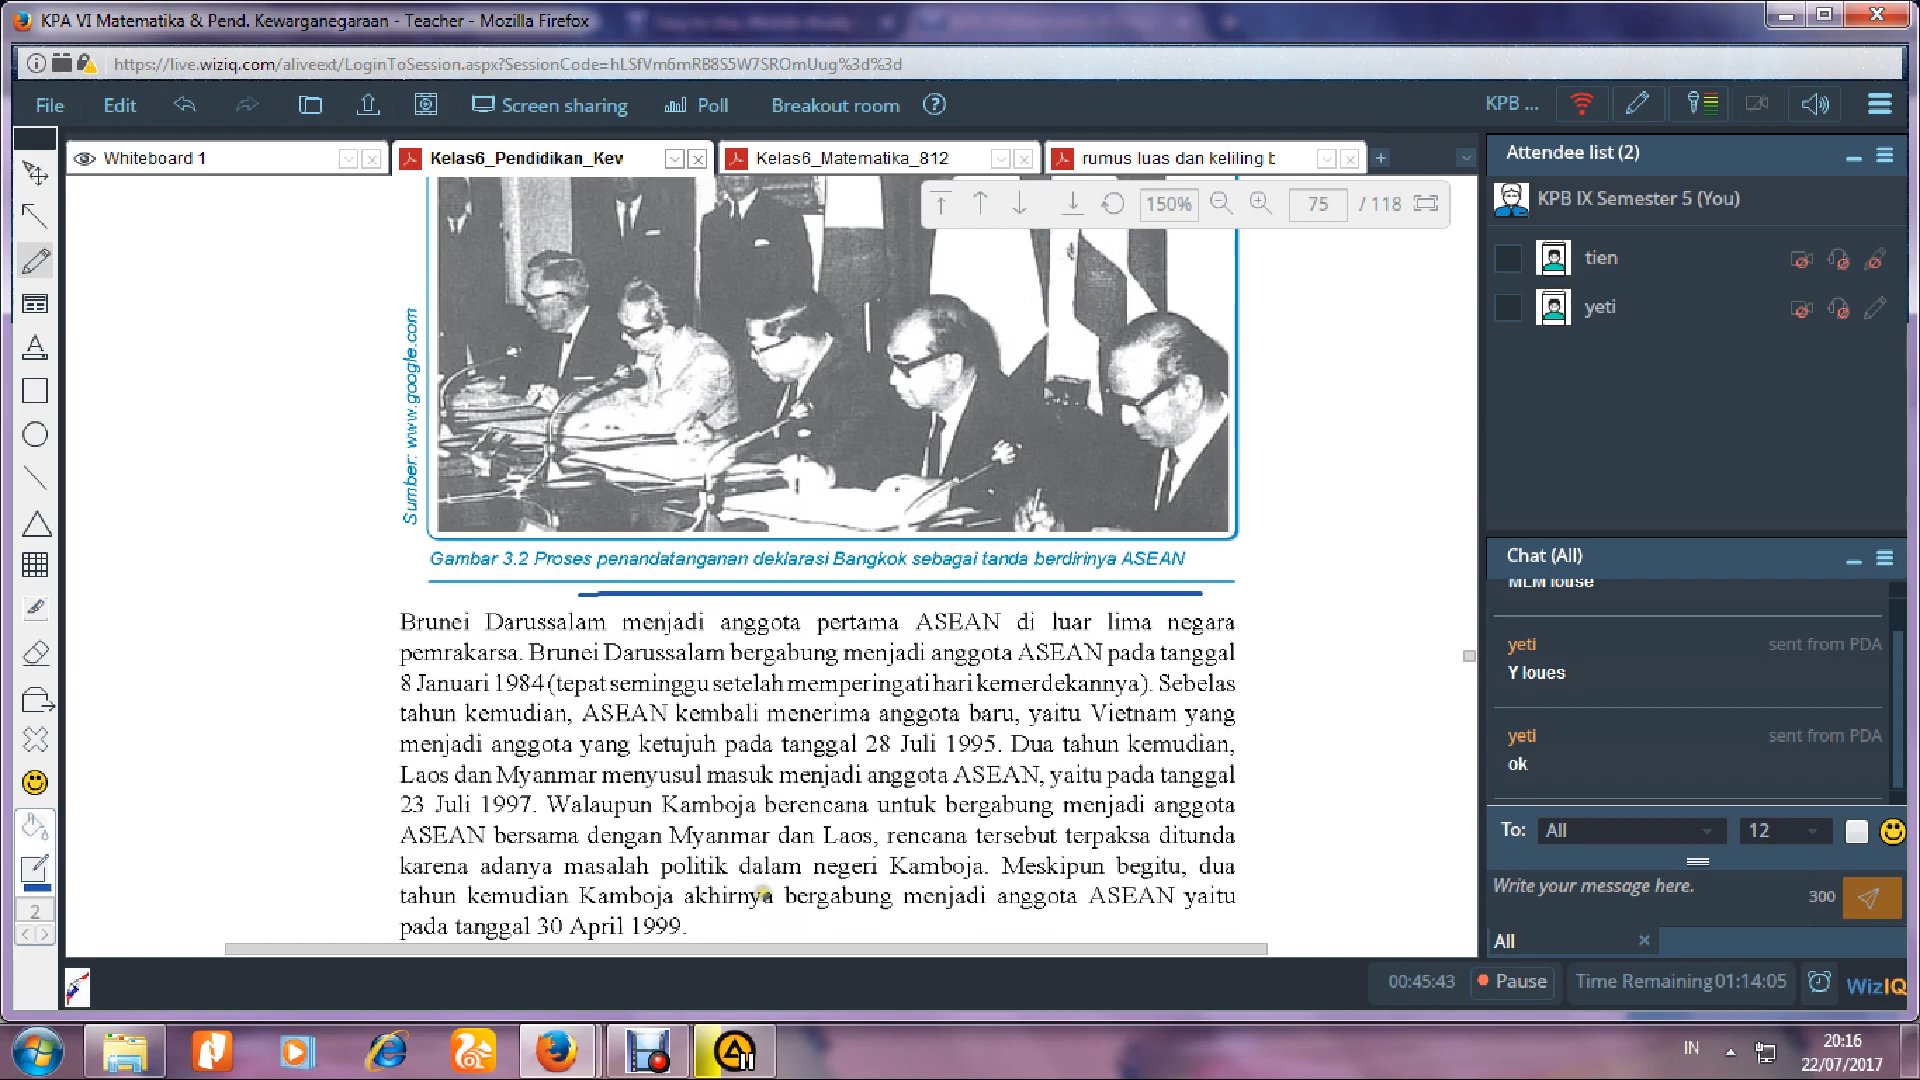 KPA VI Matematika & Pend. Kewarganegaraan - Teacher - Mozilla Firefox
https://live.wiziq.com/aliveext/LoginToSession.aspx?SessionCode=hLSfVm6mRB8S5W7SROmUug%3d%3d
File Edit Screen sharing Poll Breakout room ? KPB ...
Whiteboard 1
Kelas6_Pendidikan_Kev
Kelas6_Matematika_812
rumus luas dan keliling b
150% 75 / 118
Sumber: www.google.com
Gambar 3.2 Proses penandatanganan deklarasi Bangkok sebagai tanda berdirinya ASEAN
Brunei Darussalam menjadi anggota pertama ASEAN di luar lima negara
pemrakarsa. Brunei Darussalam bergabung menjadi anggota ASEAN pada tanggal
8 Januari 1984 (tepat seminggu setelah memperingati hari kemerdekannya). Sebelas
tahun kemudian, ASEAN kembali menerima anggota baru, yaitu Vietnam yang
menjadi anggota yang ketujuh pada tanggal 28 Juli 1995. Dua tahun kemudian,
Laos dan Myanmar menyusul masuk menjadi anggota ASEAN, yaitu pada tanggal
23 Juli 1997. Walaupun Kamboja berencana untuk bergabung menjadi anggota
ASEAN bersama dengan Myanmar dan Laos, rencana tersebut terpaksa ditunda
karena adanya masalah politik dalam negeri Kamboja. Meskipun begitu, dua
tahun kemudian Kamboja akhirnya bergabung menjadi anggota ASEAN yaitu
pada tanggal 30 April 1999.
2
Attendee list (2)
KPB IX Semester 5 (You)
tien
yeti
Chat (All)
MLM louse
yeti sent from PDA
Y loues
yeti sent from PDA
ok
To: All 12
Write your message here. 300
All
00:45:43 Pause Time Remaining 01:14:05 WizIQ
IN
20:16
22/07/2017